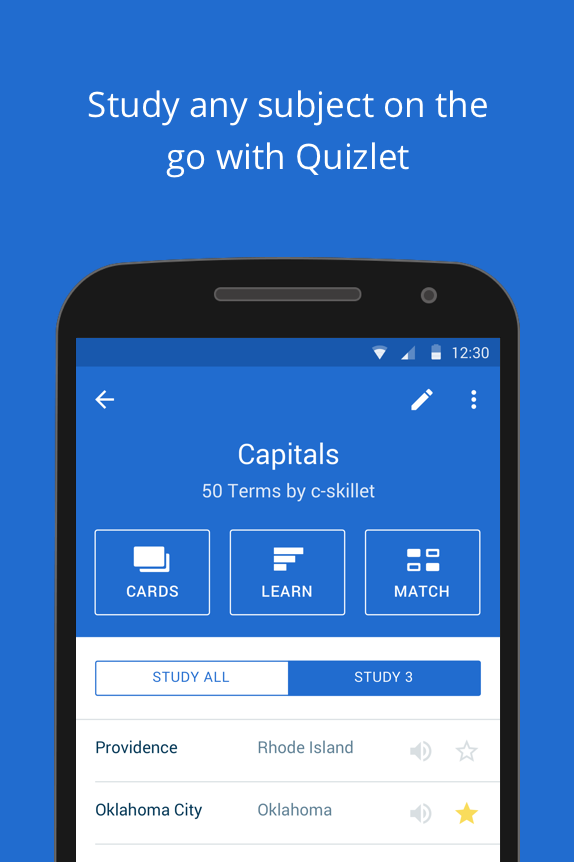 Study any subject on the
go with Quizlet
12:30
Capitals
50 Terms by c-skillet
CARDS LEARN MATCH
STUDY ALL STUDY 3
Providence Rhode Island
Oklahoma City Oklahoma